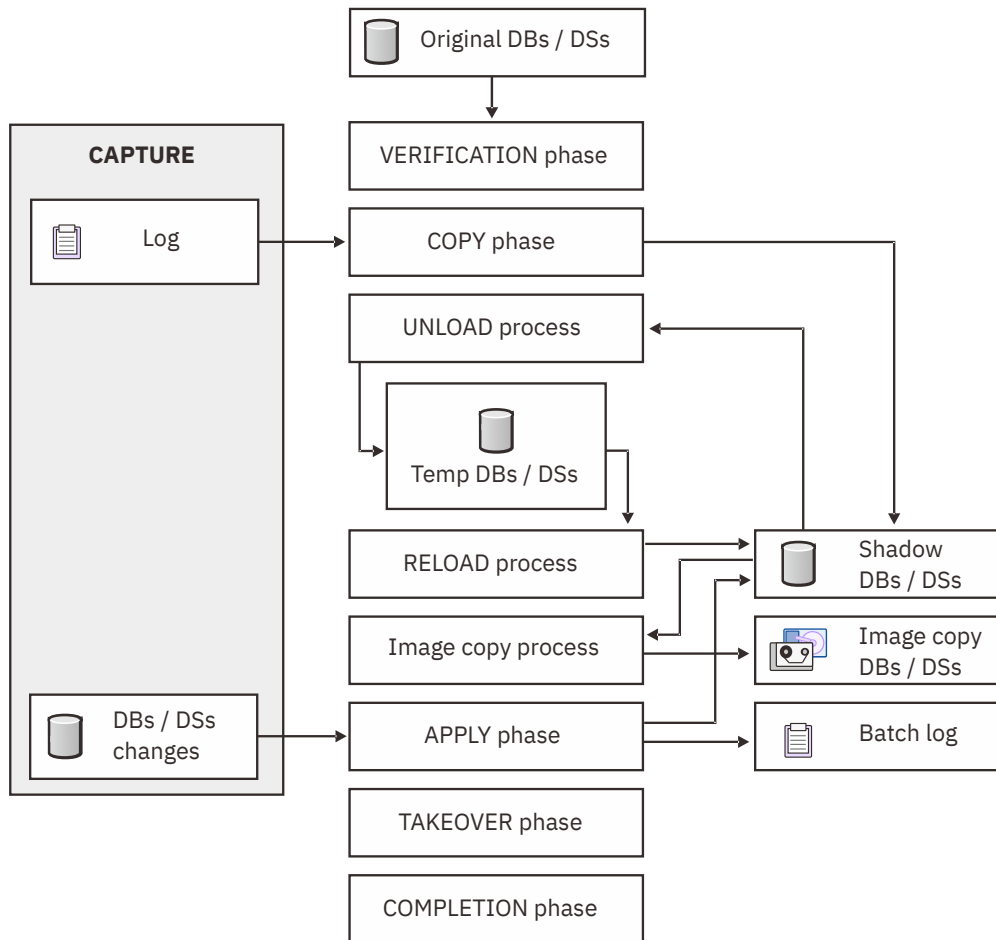 Original DBs / DSs
CAPTURE
VERIFICATION phase
Log
COPY phase
UNLOAD process
Temp DBs / DSs
RELOAD process
Shadow
DBs / DSs
Image copy process
Image copy
DBs / DSs
DBs / DSs
changes
APPLY phase
Batch log
TAKEOVER phase
COMPLETION phase